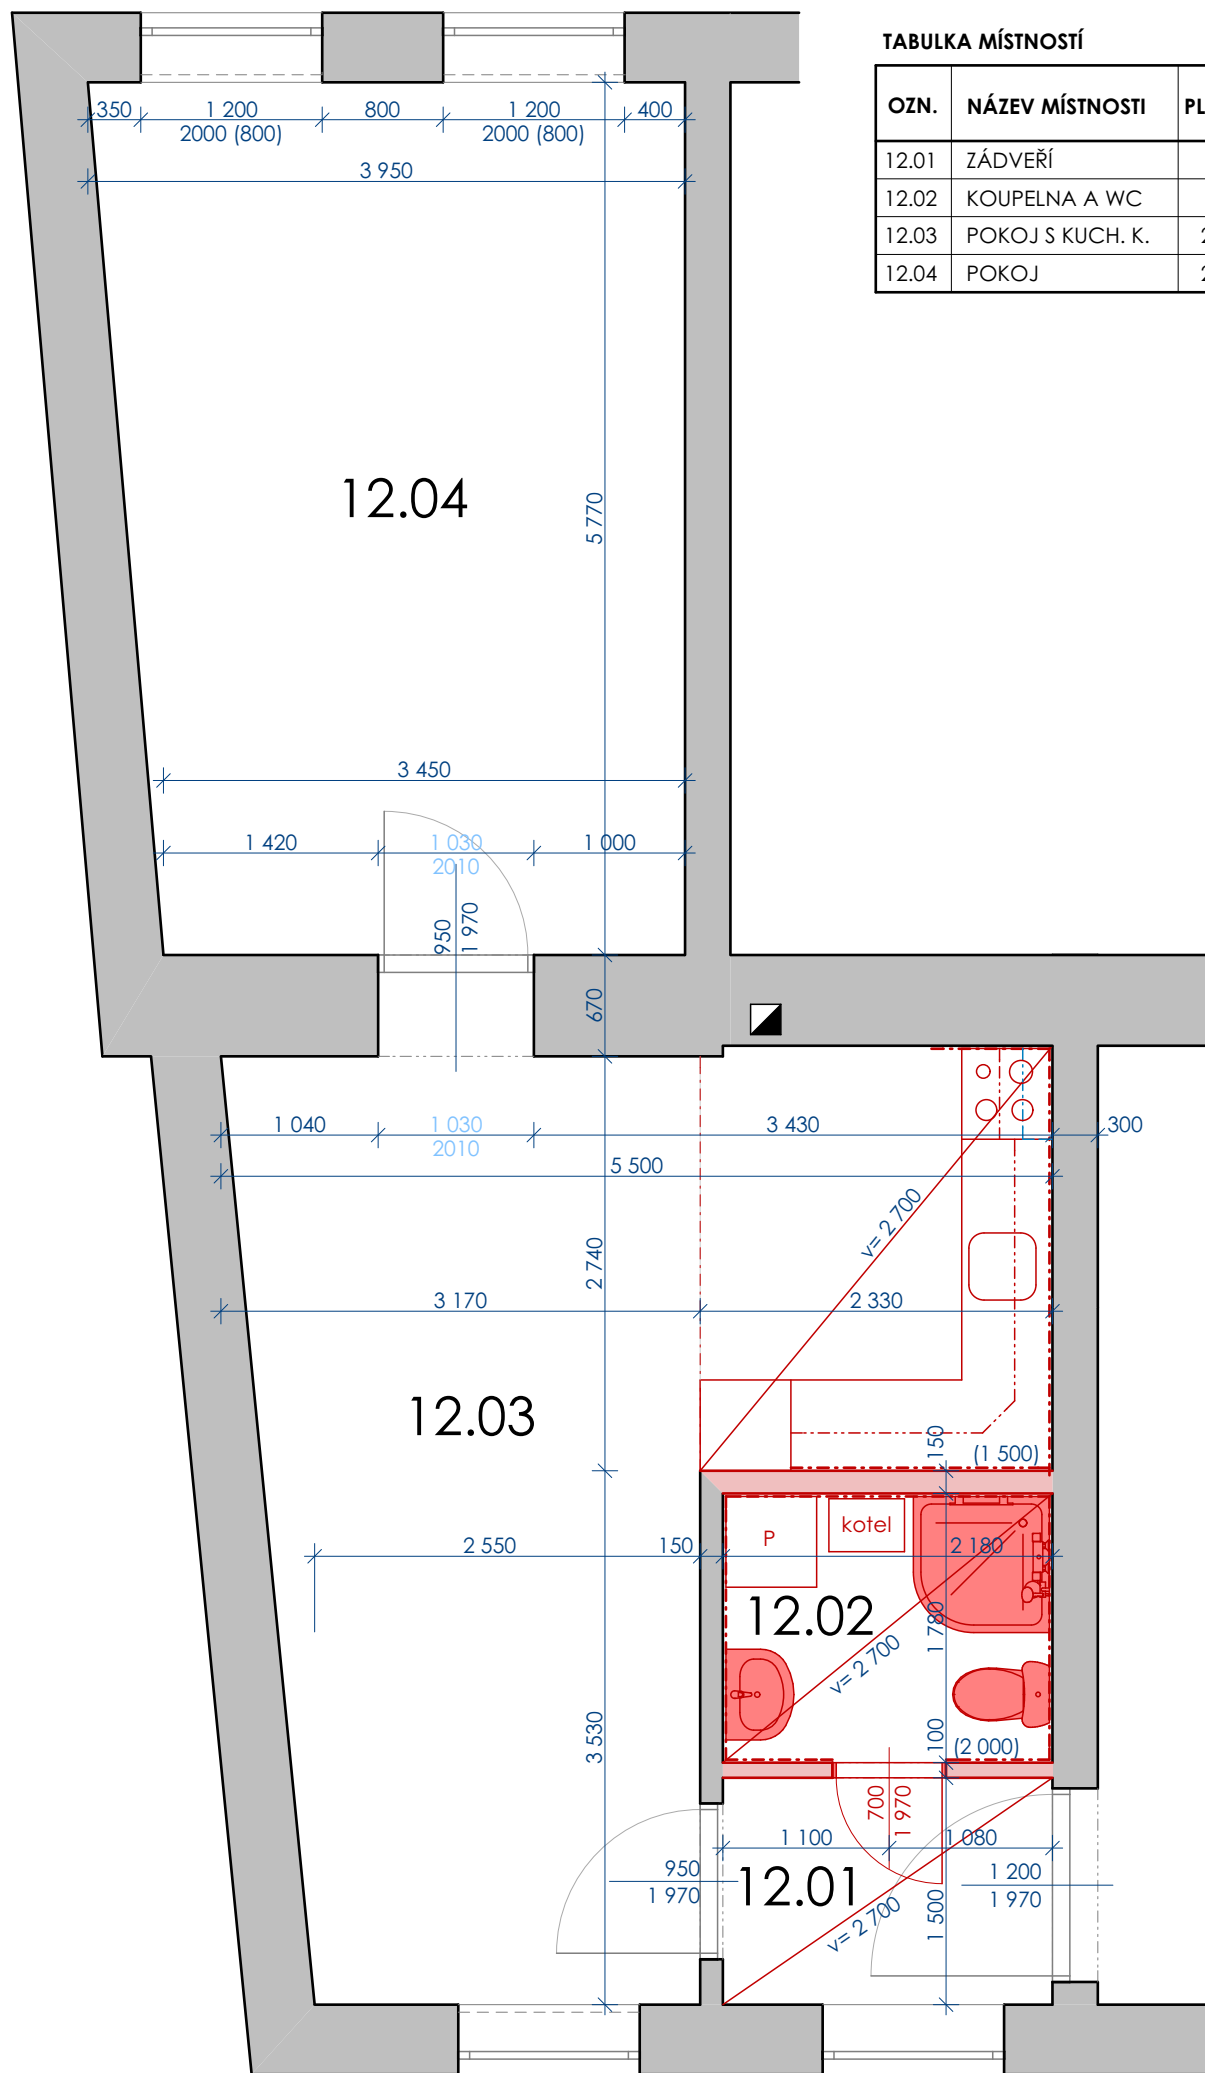 TABULKA MÍSTNOSTÍ
OZN. NÁZEV MÍSTNOSTI PL
12.01 ZÁDVEŘÍ
12.02 KOUPELNA A WC
12.03 POKOJ S KUCH. K. 2
12.04 POKOJ 2
350 1 200 800 1 200 400
2000 (800) 2000 (800)
3 950
12.04
5 770
3 450
1 420 1 030 1 000
2010
950
1 970
670
1 040 1 030 3 430 300
2010
5 500
v= 2 700
2 740
3 170 2 330
12.03
150
(1 500)
P
kotel
2 550 150 2 180
12.02
1 780
v= 2 700
3 530
100
(2 000)
700
1 970
1 100 1 080
950
1 970
12.01
1 200
1 970
v= 2 700
1 500